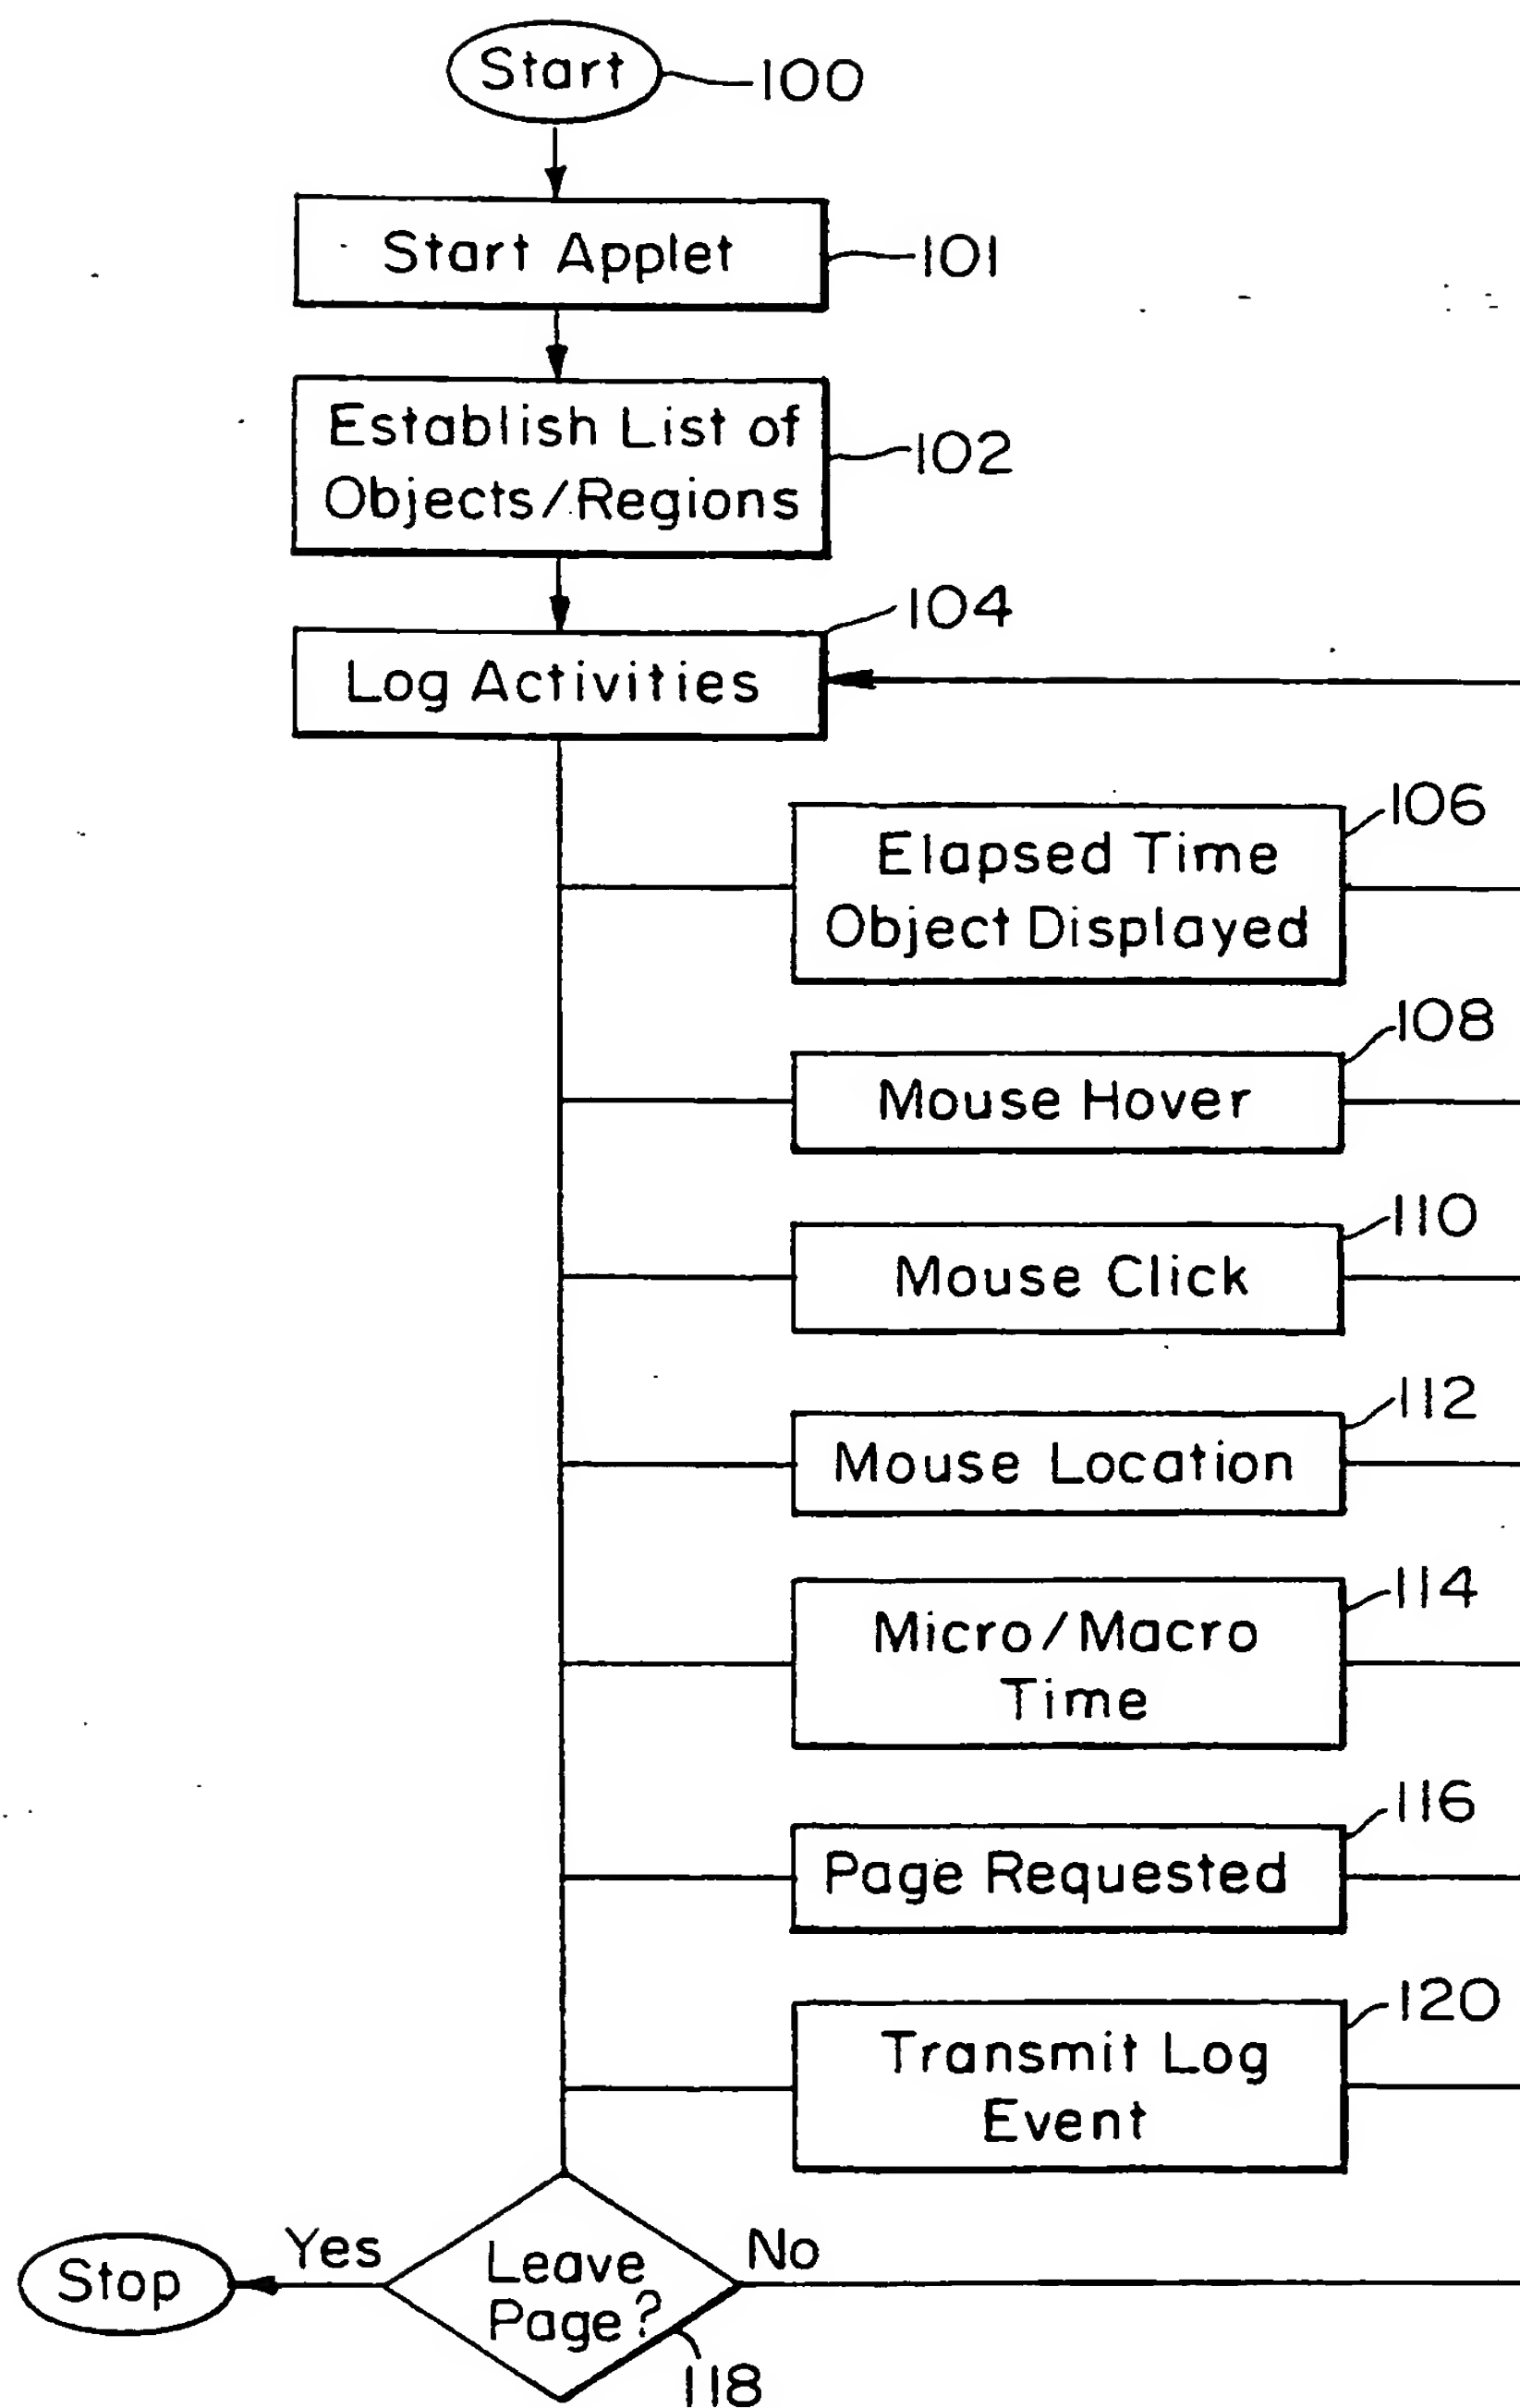 Start
100
Start Applet
101
Establish List of
Objects/Regions
102
104
Log Activities
106
Elapsed Time
Object Displayed
108
Mouse Hover
110
Mouse Click
112
Mouse Location
114
Micro/Macro
Time
116
Page Requested
120
Transmit Log
Event
Stop
Yes
Leave
Page?
No
118